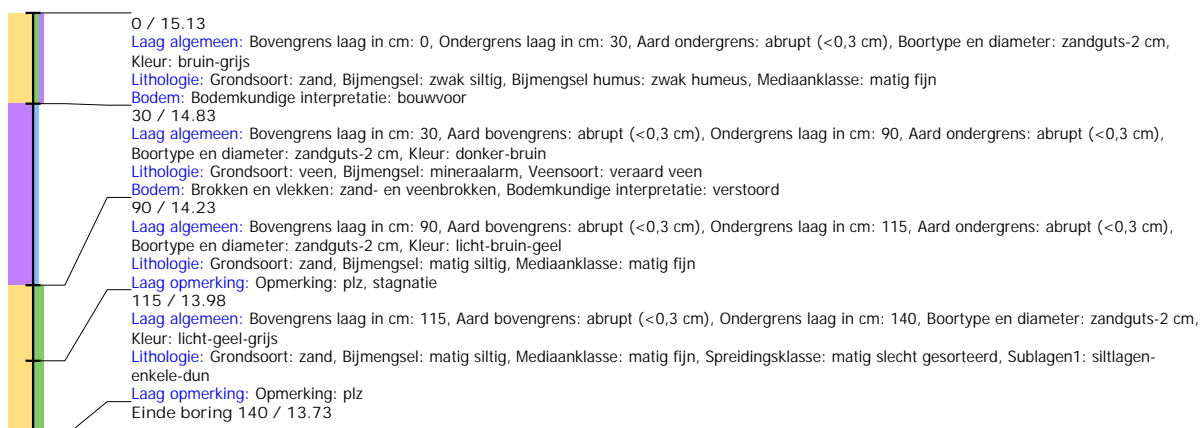 0 / 15.13
Laag algemeen: Bovengrens laag in cm: 0, Ondergrens laag in cm: 30, Aard ondergrens: abrupt (<0,3 cm), Boortype en diameter: zandguts-2 cm,
Kleur: bruin-grijs
Lithologie: Grondsoort: zand, Bijmengsel: zwak siltig, Bijmengsel humus: zwak humeus, Mediaanklasse: matig fijn
Bodem: Bodemkundige interpretatie: bouwvoor
30 / 14.83
Laag algemeen: Bovengrens laag in cm: 30, Aard bovengrens: abrupt (<0,3 cm), Ondergrens laag in cm: 90, Aard ondergrens: abrupt (<0,3 cm),
Boortype en diameter: zandguts-2 cm, Kleur: donker-bruin
Lithologie: Grondsoort: veen, Bijmengsel: mineraalarm, Veensoort: veraard veen
Bodem: Brokken en vlekken: zand- en veenbrokken, Bodemkundige interpretatie: verstoord
90 / 14.23
Laag algemeen: Bovengrens laag in cm: 90, Aard bovengrens: abrupt (<0,3 cm), Ondergrens laag in cm: 115, Aard ondergrens: abrupt (<0,3 cm),
Boortype en diameter: zandguts-2 cm, Kleur: licht-bruin-geel
Lithologie: Grondsoort: zand, Bijmengsel: matig siltig, Mediaanklasse: matig fijn
Laag opmerking: Opmerking: plz, stagnatie
115 / 13.98
Laag algemeen: Bovengrens laag in cm: 115, Aard bovengrens: abrupt (<0,3 cm), Ondergrens laag in cm: 140, Boortype en diameter: zandguts-2 cm,
Kleur: licht-geel-grijs
Lithologie: Grondsoort: zand, Bijmengsel: matig siltig, Mediaanklasse: matig fijn, Spreidingsklasse: matig slecht gesorteerd, Sublagen1: siltlagen-
enkele-dun
Laag opmerking: Opmerking: plz
Einde boring 140 / 13.73